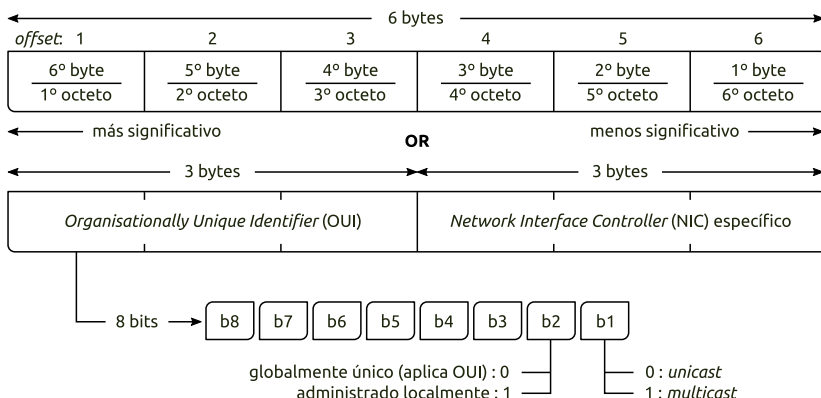 6 bytes
offset: 1 2 3 4 5 6
6º byte 5º byte 4º byte 3º byte 2º byte 1º byte
1º octeto 2º octeto 3º octeto 4º octeto 5º octeto 6º octeto
más significativo menos significativo
OR
3 bytes 3 bytes
Organisationally Unique Identifier (OUI) Network Interface Controller (NIC) específico
8 bits b8 b7 b6 b5 b4 b3 b2 b1
globalmente único (aplica OUI) : 0 0 : unicast
administrado localmente : 1 1 : multicast